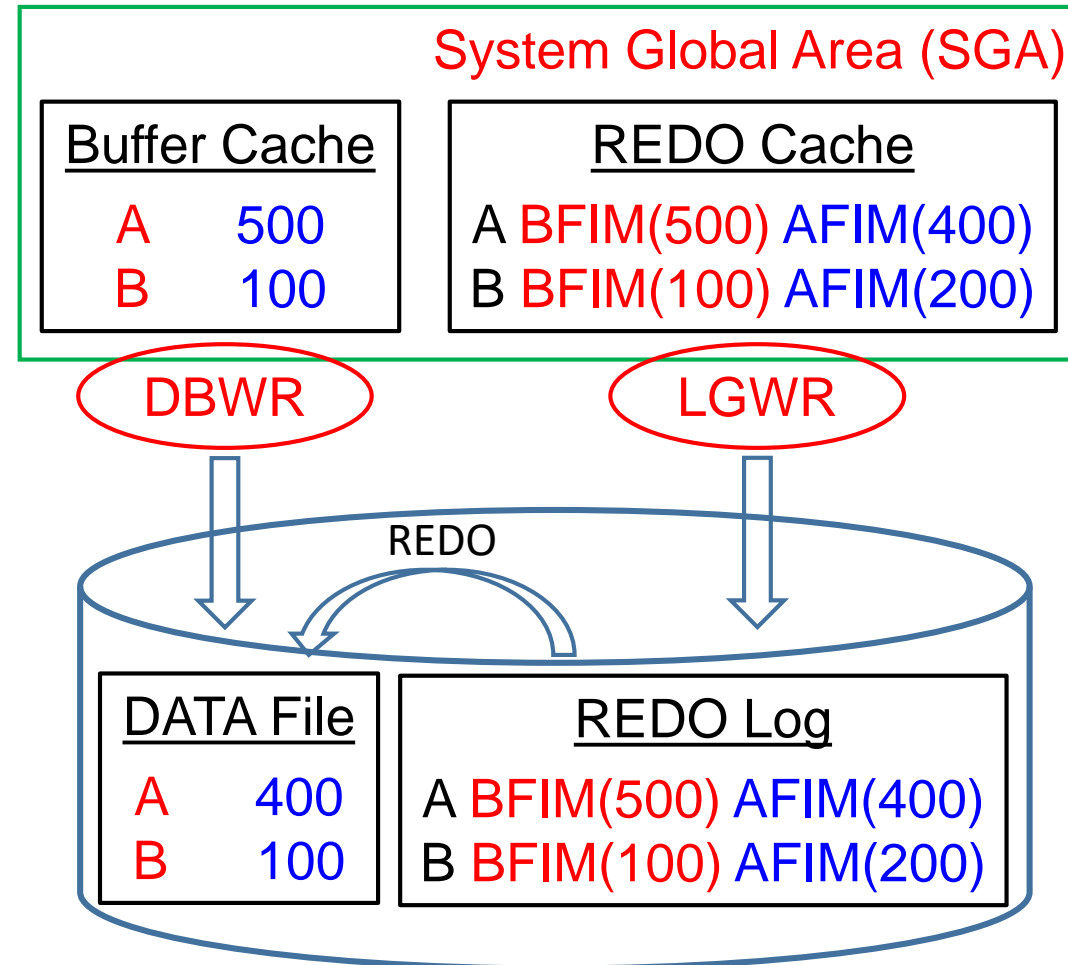 System Global Area (SGA)
Buffer Cache
A 500
B 100
REDO Cache
A BFIM(500) AFIM(400)
B BFIM(100) AFIM(200)
DBWR
LGWR
REDO
DATA File
A 400
B 100
REDO Log
A BFIM(500) AFIM(400)
B BFIM(100) AFIM(200)